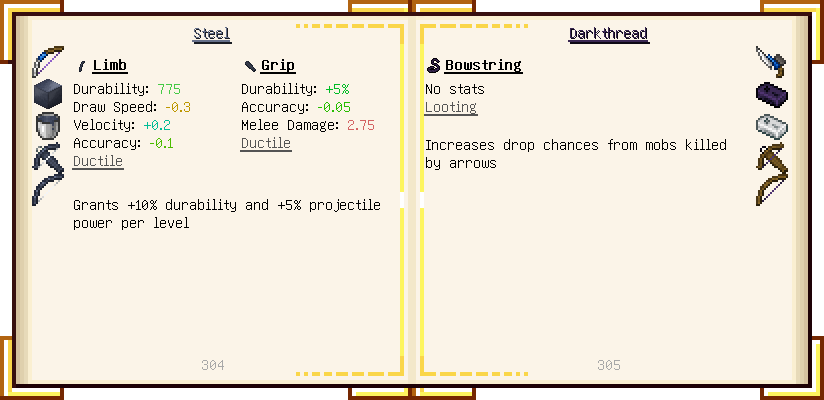 Steel
Limb
Durability: 775
Draw Speed: -0.3
Velocity: +0.2
Accuracy: -0.1
Ductile
Grip
Durability: +5%
Accuracy: -0.05
Melee Damage: 2.75
Ductile
Grants +10% durability and +5% projectile
power per level
304
Darkthread
Bowstring
No stats
Looting
Increases drop chances from mobs killed
by arrows
305